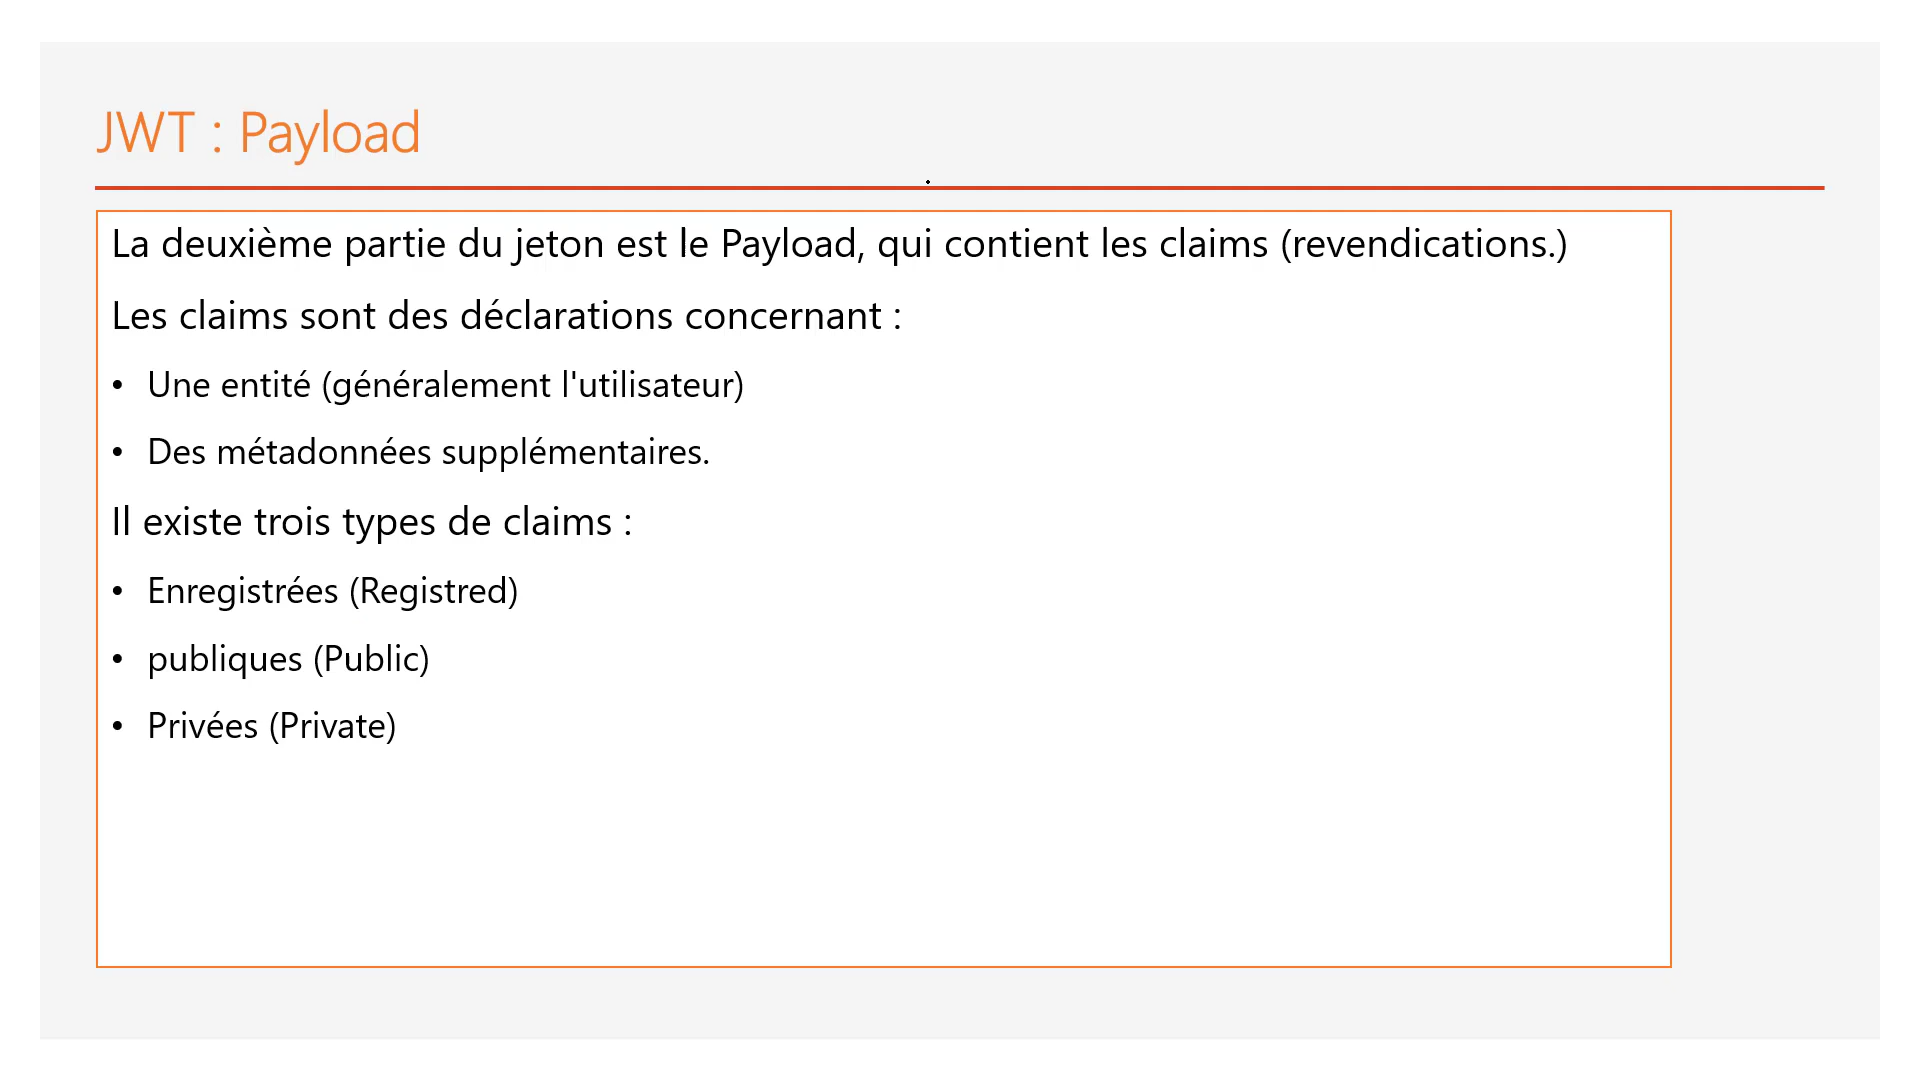 JWT : Payload
La deuxième partie du jeton est le Payload, qui contient les claims (revendications.)
Les claims sont des déclarations concernant :
• Une entité (généralement l'utilisateur)
• Des métadonnées supplémentaires.
Il existe trois types de claims :
• Enregistrées (Registred)
• publiques (Public)
• Privées (Private)